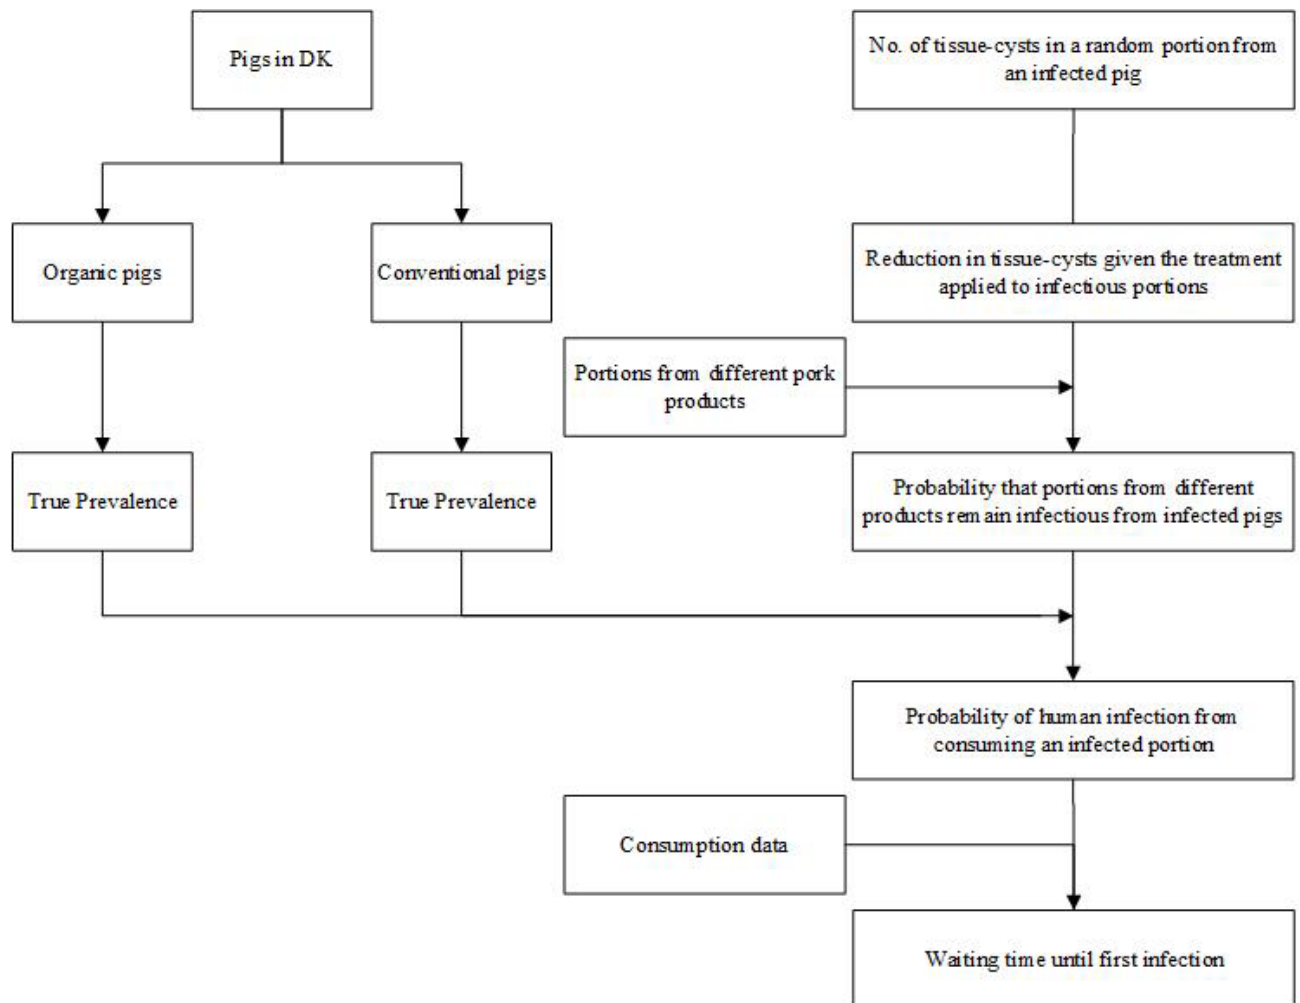 Pigs in DK
No. of tissue-cysts in a random portion from
an infected pig
Organic pigs
Conventional pigs
Reduction in tissue-cysts given the treatment
applied to infectious portions
Portions from different pork
products
True Prevalence
True Prevalence
Probability that portions from different
products remain infectious from infected pigs
Probability of human infection from
consuming an infected portion
Consumption data
Waiting time until first infection